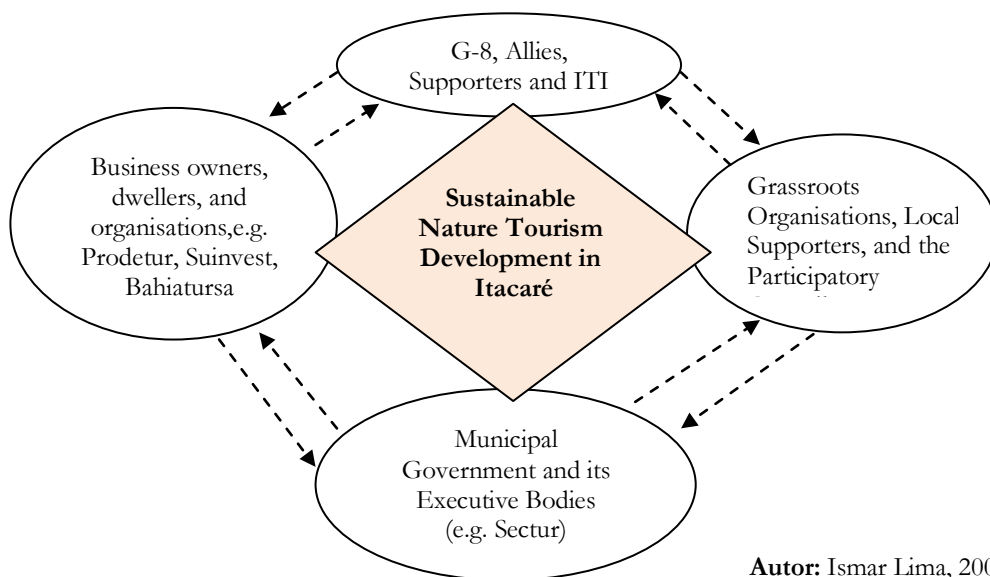 G-8, Allies,
Supporters and ITI
Business owners,
dwellers, and
organisations,e.g.
Prodetur, Suinvest,
Bahiatursa
Sustainable
Nature Tourism
Development in
Itacaré
Grassroots
Organisations, Local
Supporters, and the
Participatory
Municipal
Government and its
Executive Bodies
(e.g. Sectur)
Autor: Ismar Lima,